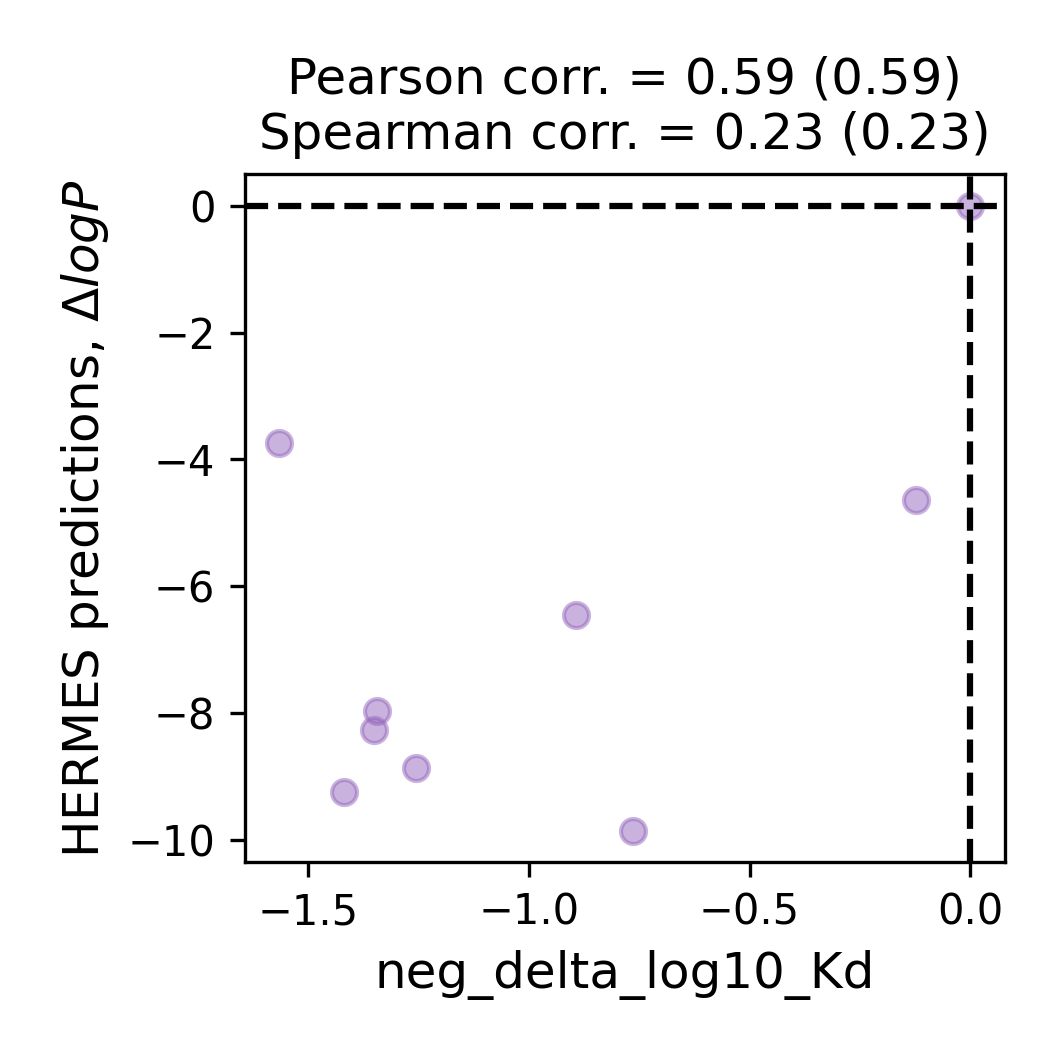 Pearson corr. = 0.59 (0.59)
Spearman corr. = 0.23 (0.23)
HERMES predictions, ΔlogP
0
−2
−4
−6
−8
−10
−1.5
−1.0
−0.5
0.0
neg_delta_log10_Kd